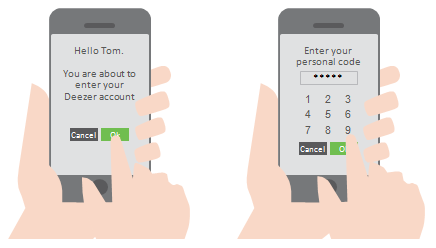 Hello Tom.
You are about to
enter your
Deezer account
Cancel Ok
Enter your
personal code
*****
1 2 3
4 5 6
7 8 9
Cancel